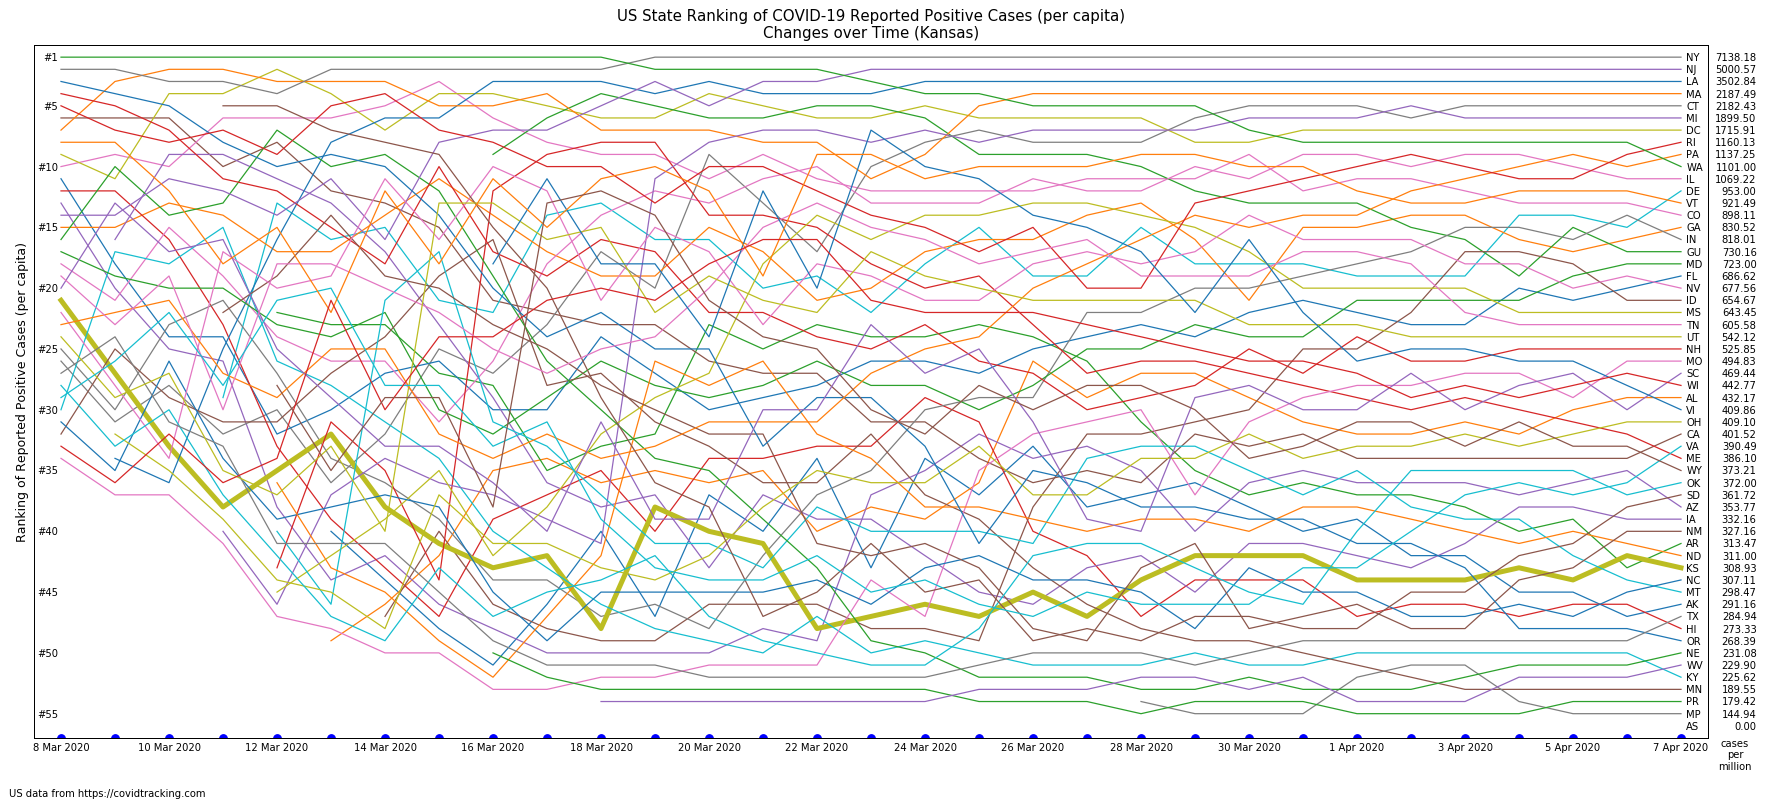 US State Ranking of COVID-19 Reported Positive Cases (per capita)
Changes over Time (Kansas)
Ranking of Reported Positive Cases (per capita)
#1
#5
#10
#15
#20
#25
#30
#35
#40
#45
#50
#55
NY 7138.18
NJ 5000.57
LA 3502.84
MA 2187.49
CT 2182.43
MI 1899.50
DC 1715.91
RI 1160.13
PA 1137.25
WA 1101.00
IL 1069.22
DE 953.00
VT 921.49
CO 898.11
GA 830.52
IN 818.01
GU 730.16
MD 723.00
FL 686.62
NV 677.56
ID 654.67
MS 643.45
TN 605.58
UT 542.12
NH 525.85
MO 494.83
SC 469.44
WI 442.77
AL 432.17
VI 409.86
OH 409.10
CA 401.52
VA 390.49
ME 386.10
WY 373.21
OK 372.00
SD 361.72
AZ 353.77
IA 332.16
NM 327.16
AR 313.47
ND 311.00
KS 308.93
NC 307.11
MT 298.47
AK 291.16
TX 284.94
HI 273.33
OR 268.39
NE 231.08
WV 229.90
KY 225.62
MN 189.55
PR 179.42
MP 144.94
AS 0.00
8 Mar 2020 10 Mar 2020 12 Mar 2020 14 Mar 2020 16 Mar 2020 18 Mar 2020 20 Mar 2020 22 Mar 2020 24 Mar 2020 26 Mar 2020 28 Mar 2020 30 Mar 2020 1 Apr 2020 3 Apr 2020 5 Apr 2020 7 Apr 2020
cases
per
million
US data from https://covidtracking.com